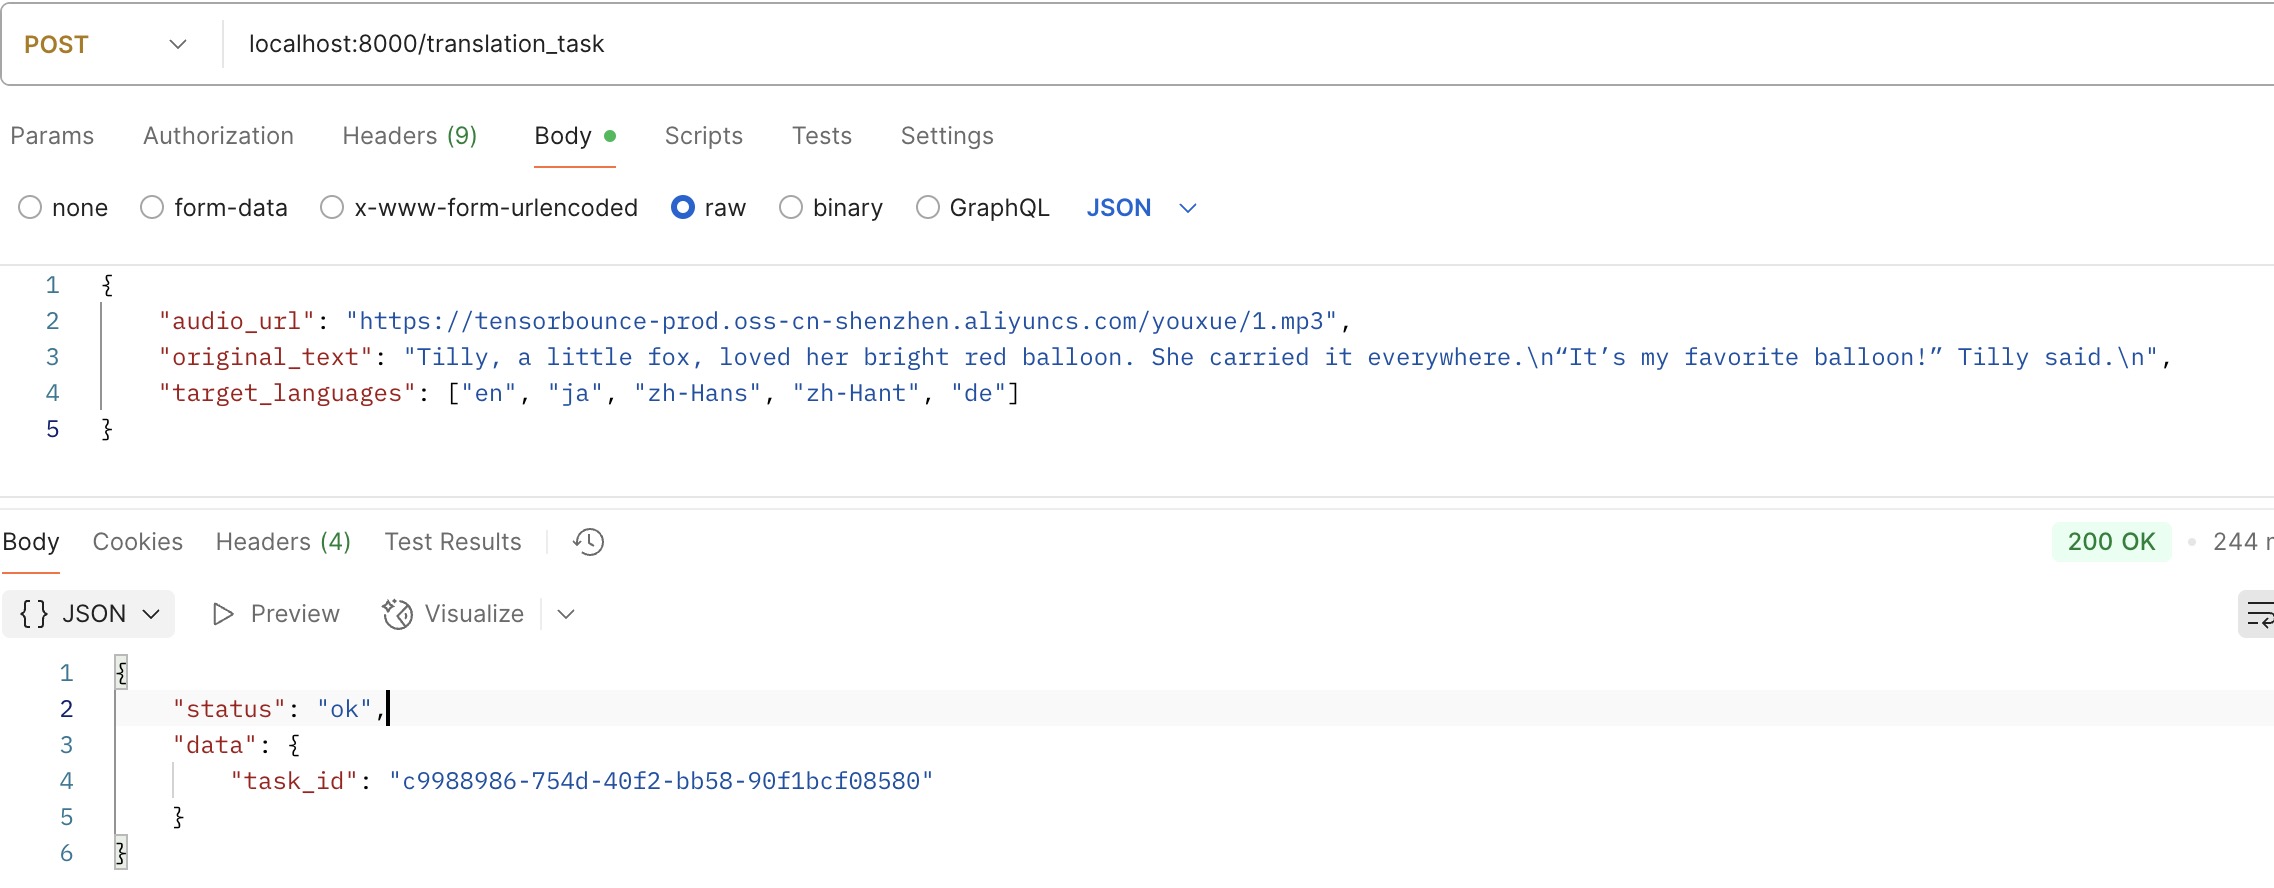 POST localhost:8000/translation_task
Params Authorization Headers (9) Body Scripts Tests Settings
none form-data x-www-form-urlencoded raw binary GraphQL JSON
1 {
2 "audio_url": "https://tensorbounce-prod.oss-cn-shenzhen.aliyuncs.com/youxue/1.mp3",
3 "original_text": "Tilly, a little fox, loved her bright red balloon. She carried it everywhere.\n“It’s my favorite balloon!” Tilly said.\n",
4 "target_languages": ["en", "ja", "zh-Hans", "zh-Hant", "de"]
5 }
Body Cookies Headers (4) Test Results 200 OK • 244
{} JSON Preview Visualize
1 {
2 "status": "ok",
3 "data": {
4 "task_id": "c9988986-754d-40f2-bb58-90f1bcf08580"
5 }
6 }